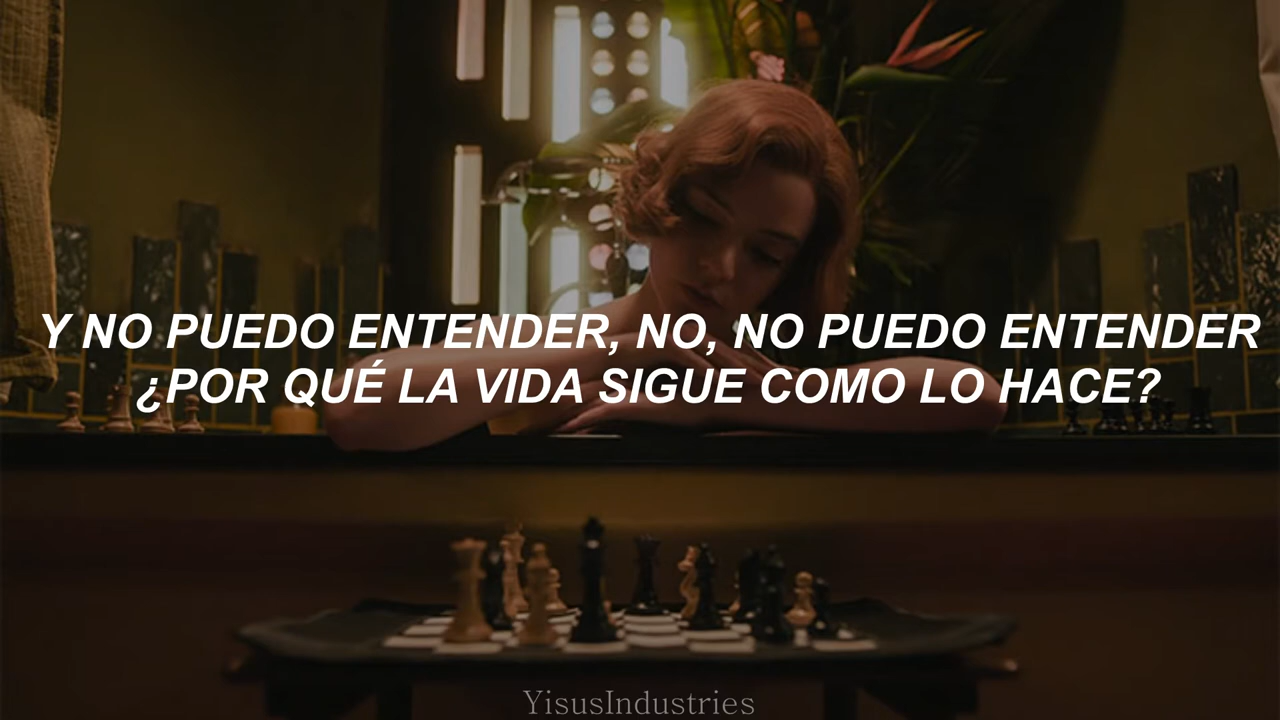 Y NO PUEDO ENTENDER, NO, NO PUEDO ENTENDER
¿POR QUÉ LA VIDA SIGUE COMO LO HACE?
YisusIndustries